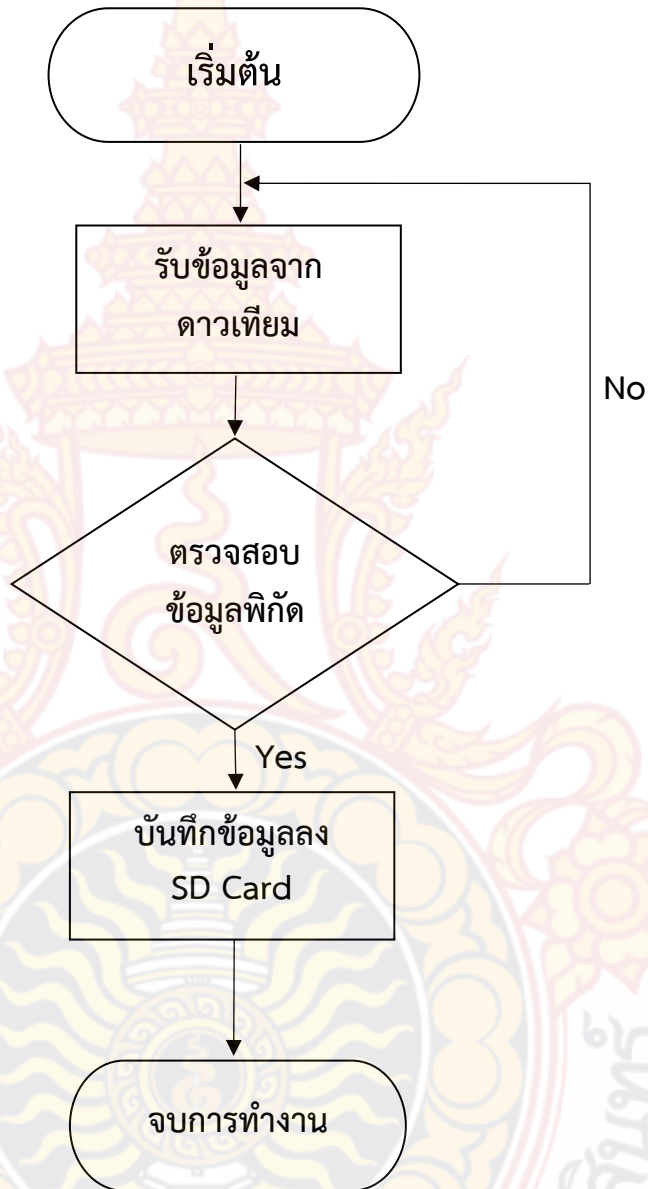 เริ่มต้น
รับข้อมูลจาก
ดาวเทียม
No
ตรวจสอบ
ข้อมูลพิกัด
Yes
บันทึกข้อมูลลง
SD Card
จบการทำงาน